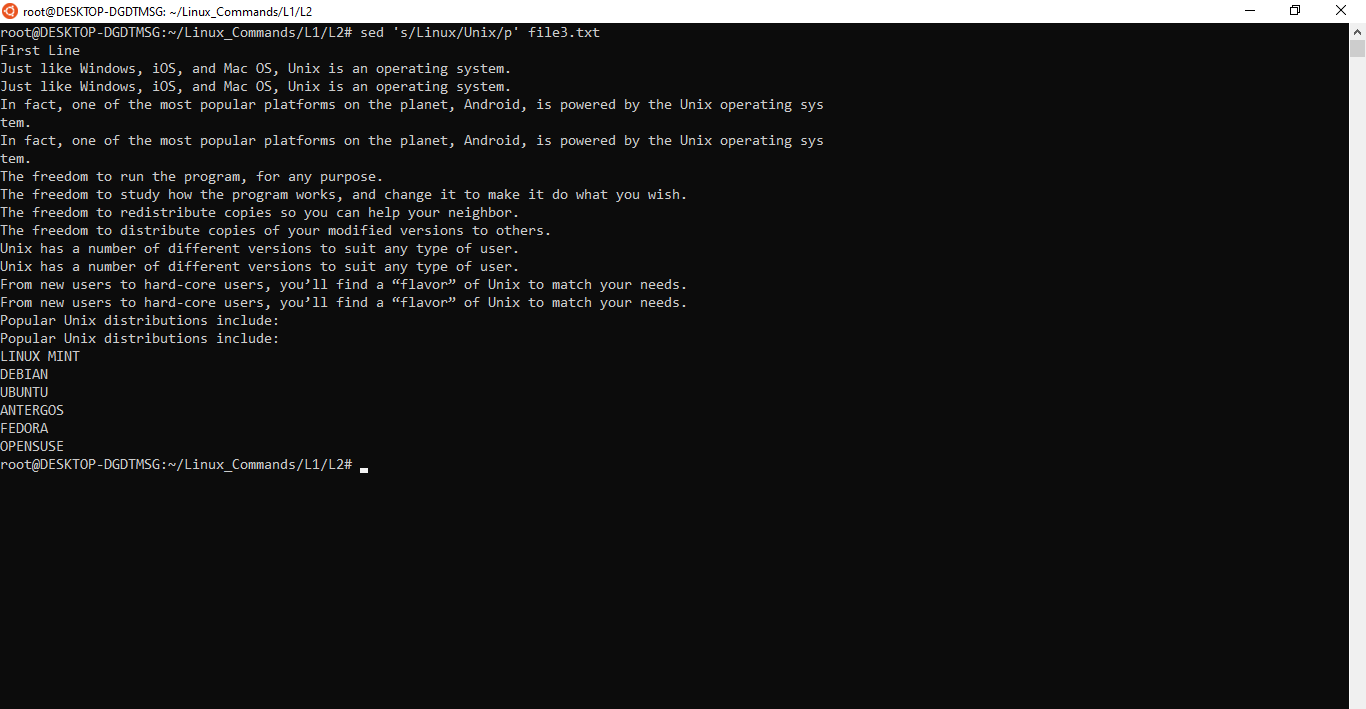 root@DESKTOP-DGDTMSG: ~/Linux_Commands/L1/L2
root@DESKTOP-DGDTMSG:~/Linux_Commands/L1/L2# sed 's/Linux/Unix/p' file3.txt
First Line
Just like Windows, iOS, and Mac OS, Unix is an operating system.
Just like Windows, iOS, and Mac OS, Unix is an operating system.
In fact, one of the most popular platforms on the planet, Android, is powered by the Unix operating sys
tem.
In fact, one of the most popular platforms on the planet, Android, is powered by the Unix operating sys
tem.
The freedom to run the program, for any purpose.
The freedom to study how the program works, and change it to make it do what you wish.
The freedom to redistribute copies so you can help your neighbor.
The freedom to distribute copies of your modified versions to others.
Unix has a number of different versions to suit any type of user.
Unix has a number of different versions to suit any type of user.
From new users to hard-core users, you’ll find a “flavor” of Unix to match your needs.
From new users to hard-core users, you’ll find a “flavor” of Unix to match your needs.
Popular Unix distributions include:
Popular Unix distributions include:
LINUX MINT
DEBIAN
UBUNTU
ANTERGOS
FEDORA
OPENSUSE
root@DESKTOP-DGDTMSG:~/Linux_Commands/L1/L2#